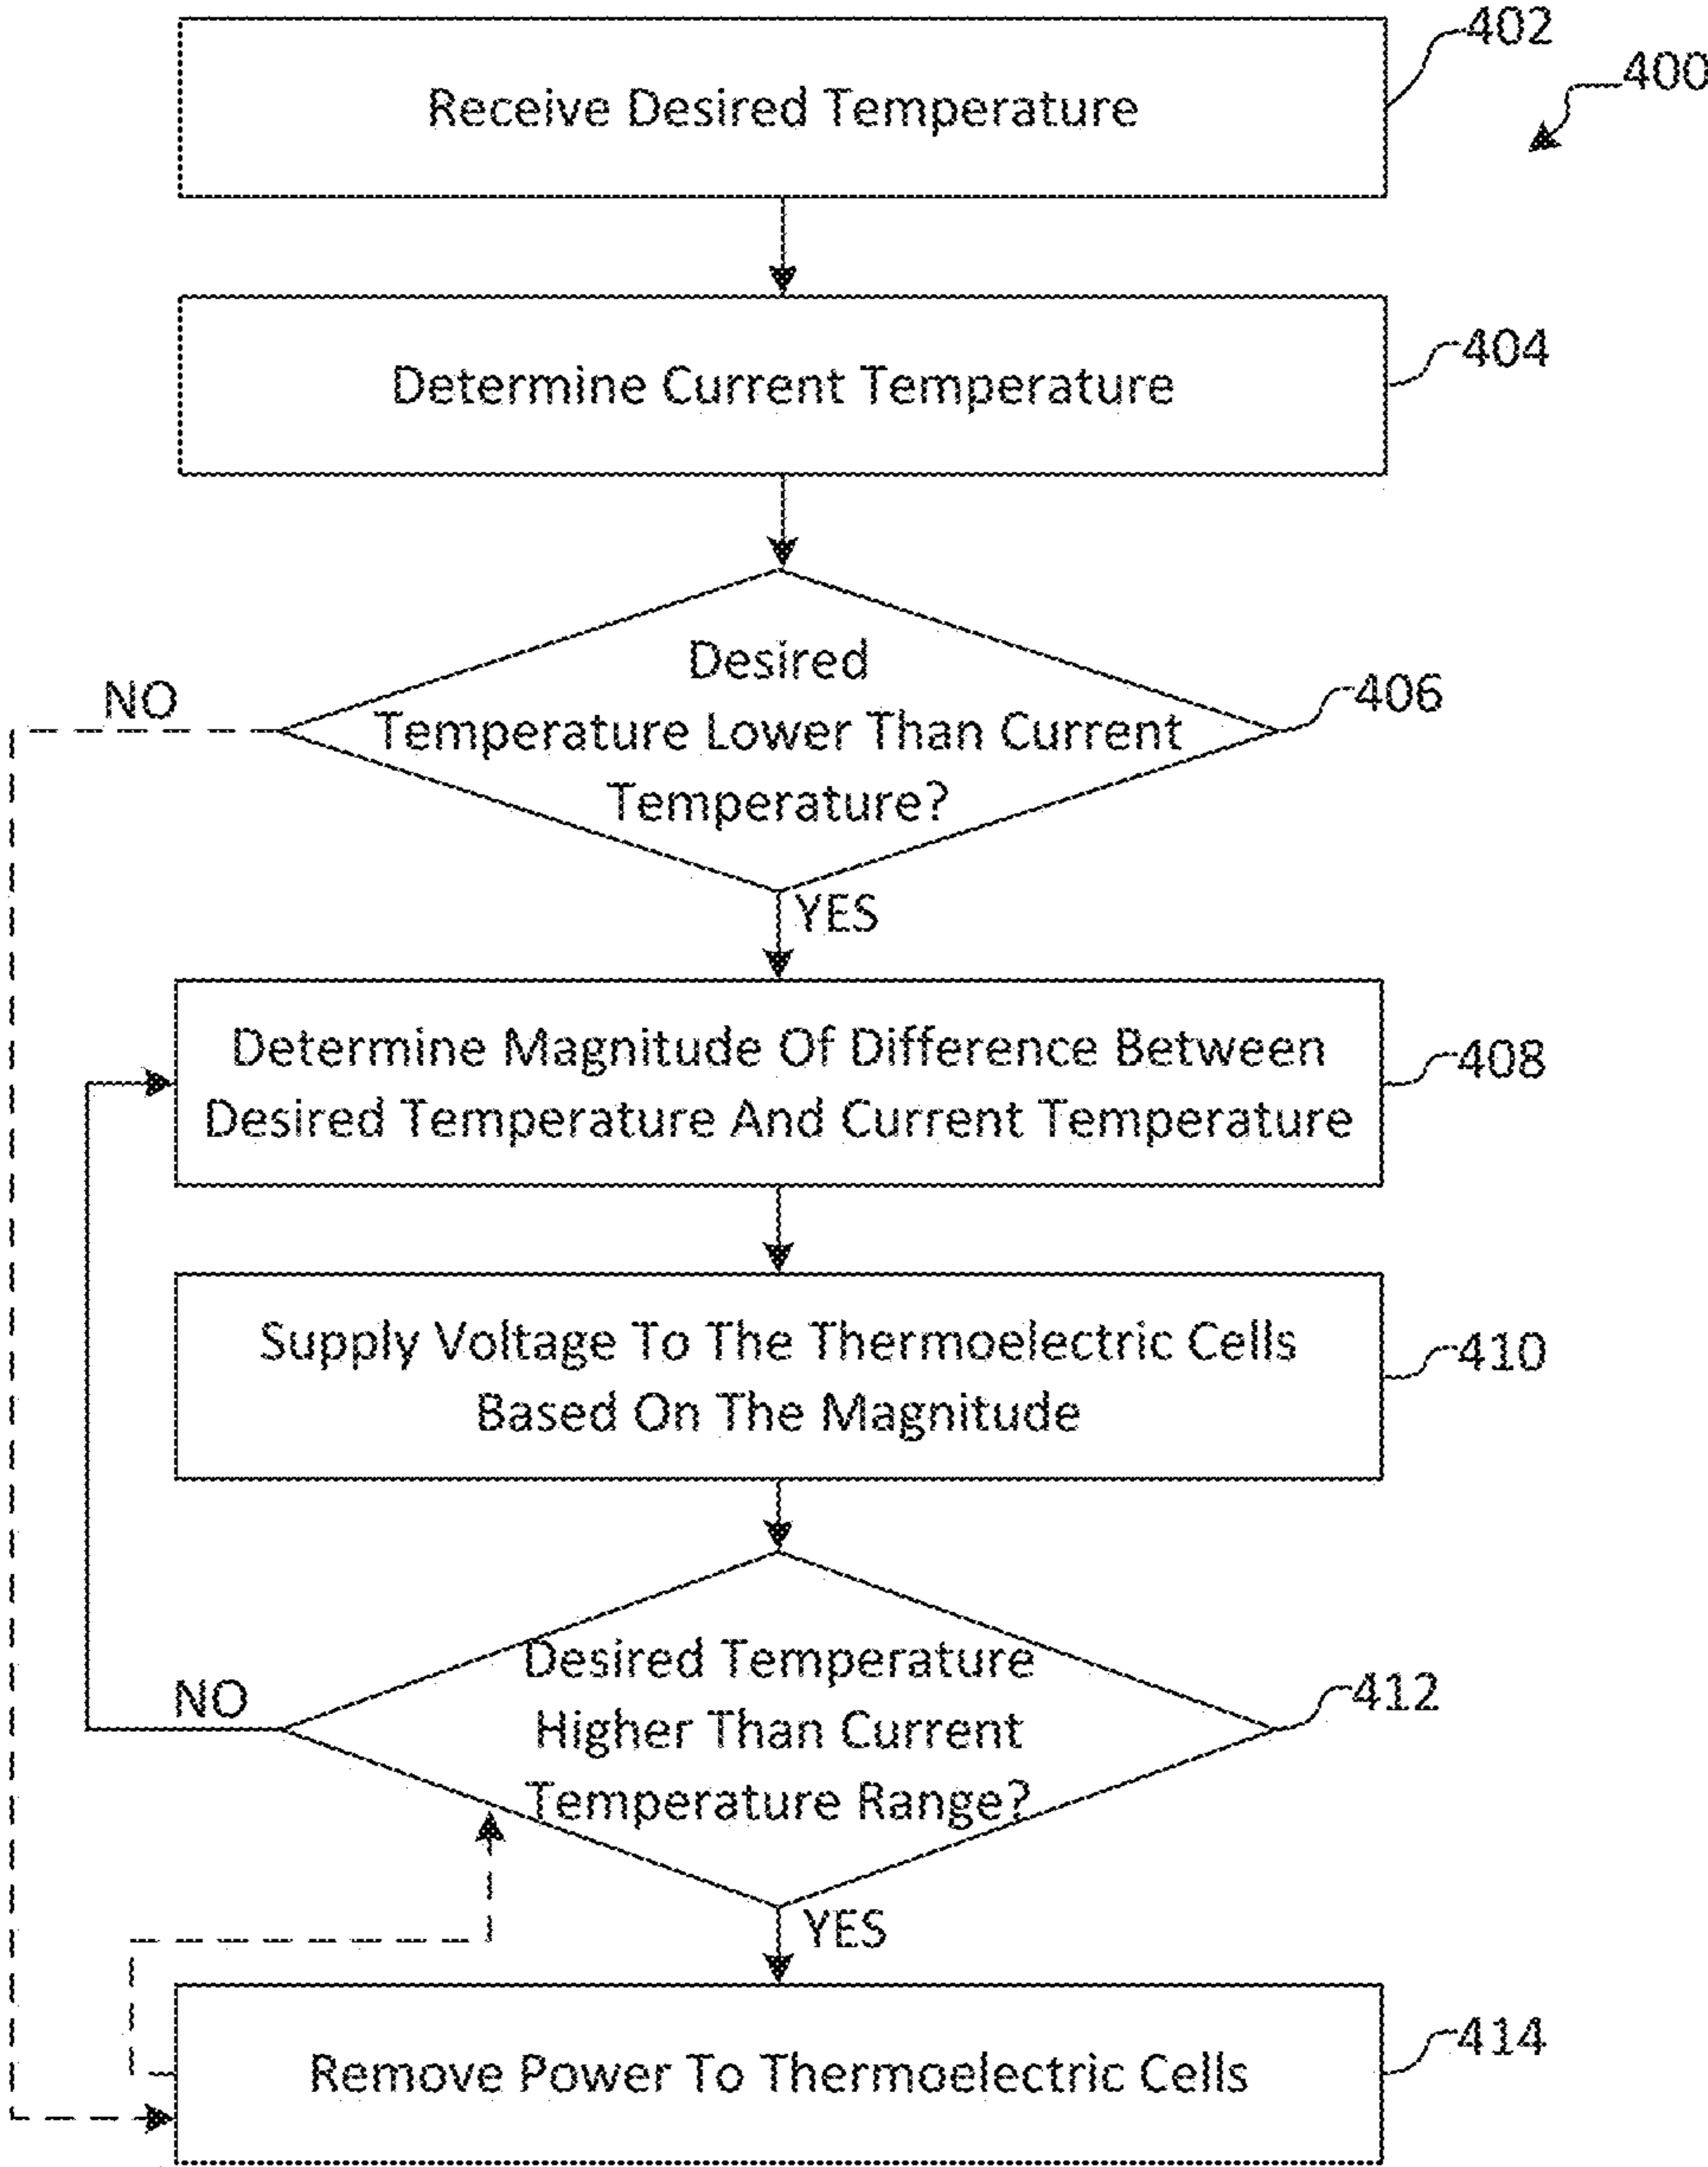 402
400
Receive Desired Temperature
404
Determine Current Temperature
NO
406
Desired
Temperature Lower Than Current
Temperature?
YES
408
Determine Magnitude Of Difference Between
Desired Temperature And Current Temperature
410
Supply Voltage To The Thermoelectric Cells
Based On The Magnitude
NO
412
Desired Temperature
Higher Than Current
Temperature Range?
YES
414
Remove Power To Thermoelectric Cells